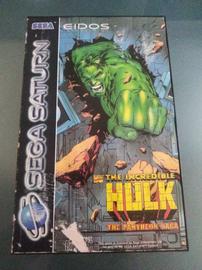 SEGA
EIDOS
SEGA SATURN
THE INCREDIBLE
HULK
THE PANTHEON SAGA